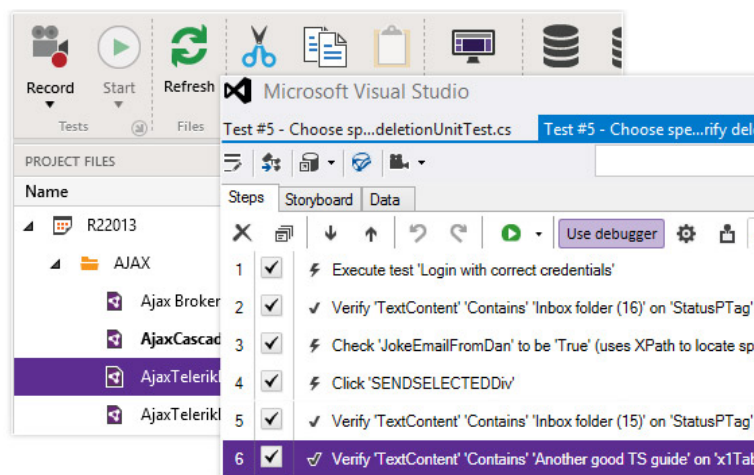 Record
Start
Refresh
Tests
Files
PROJECT FILES
Name
R22013
AJAX
Ajax Broker
AjaxCascad
AjaxTelerikl
AjaxTelerikl
Microsoft Visual Studio
Test #5 - Choose sp...deletionUnitTest.cs
Test #5 - Choose spe...rify del
Steps
Storyboard
Data
Use debugger
1 Execute test 'Login with correct credentials'
2 Verify 'TextContent' 'Contains' 'Inbox folder (16)' on 'StatusPTag'
3 Check 'JokeEmailFromDan' to be 'True' (uses XPath to locate sp
4 Click 'SENDSELECTEDDiv'
5 Verify 'TextContent' 'Contains' 'Inbox folder (15)' on 'StatusPTag'
6 Verify 'TextContent' 'Contains' 'Another good TS guide' on 'x1Tab